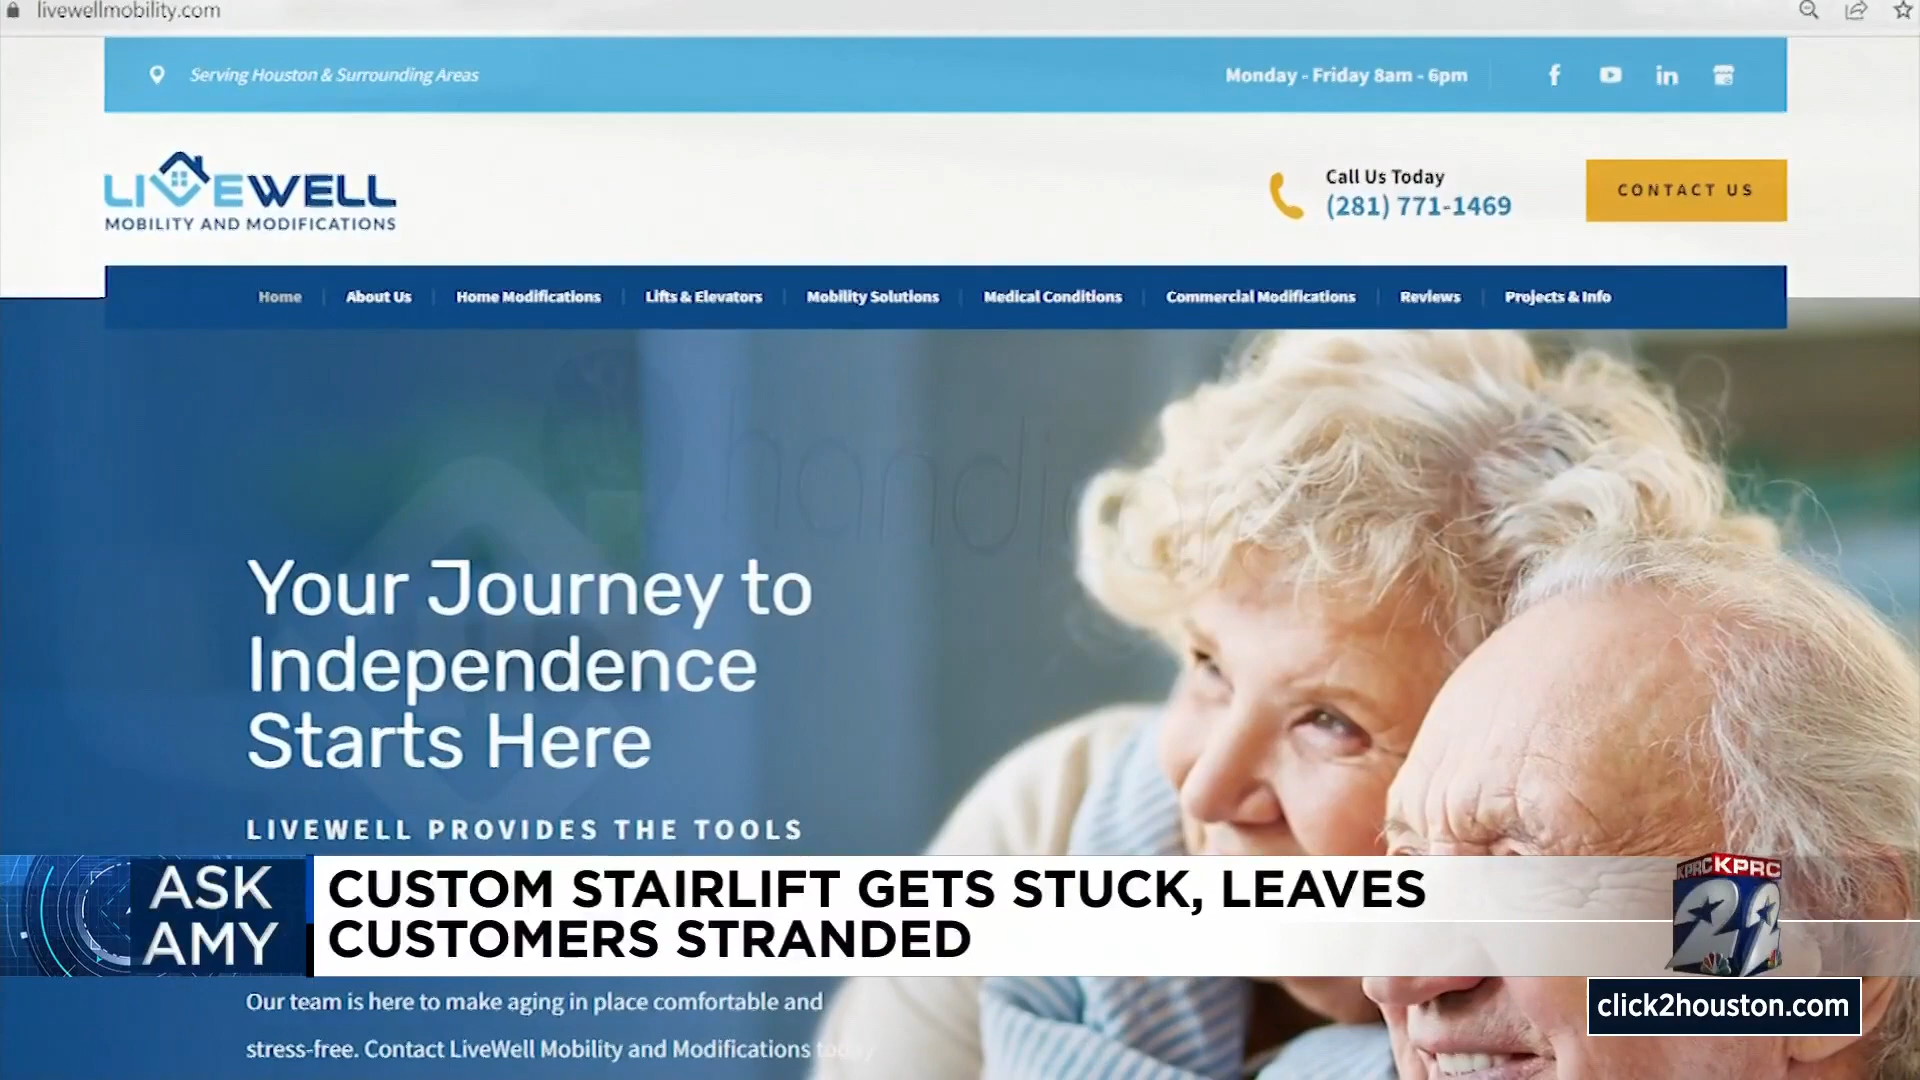 livewellmobility.com
Serving Houston & Surrounding Areas
Monday - Friday 8am - 6pm
LIVEWELL
MOBILITY AND MODIFICATIONS
Call Us Today
(281) 771-1469
CONTACT US
Home
About Us
Home Modifications
Lifts & Elevators
Mobility Solutions
Medical Conditions
Commercial Modifications
Reviews
Projects & Info
Your Journey to
Independence
Starts Here
LIVEWELL PROVIDES THE TOOLS
ASK
AMY
CUSTOM STAIRLIFT GETS STUCK, LEAVES
CUSTOMERS STRANDED
KPRC KPRC
2 2
Our team is here to make aging in place comfortable and
click2houston.com
stress-free. Contact LiveWell Mobility and Modifications today